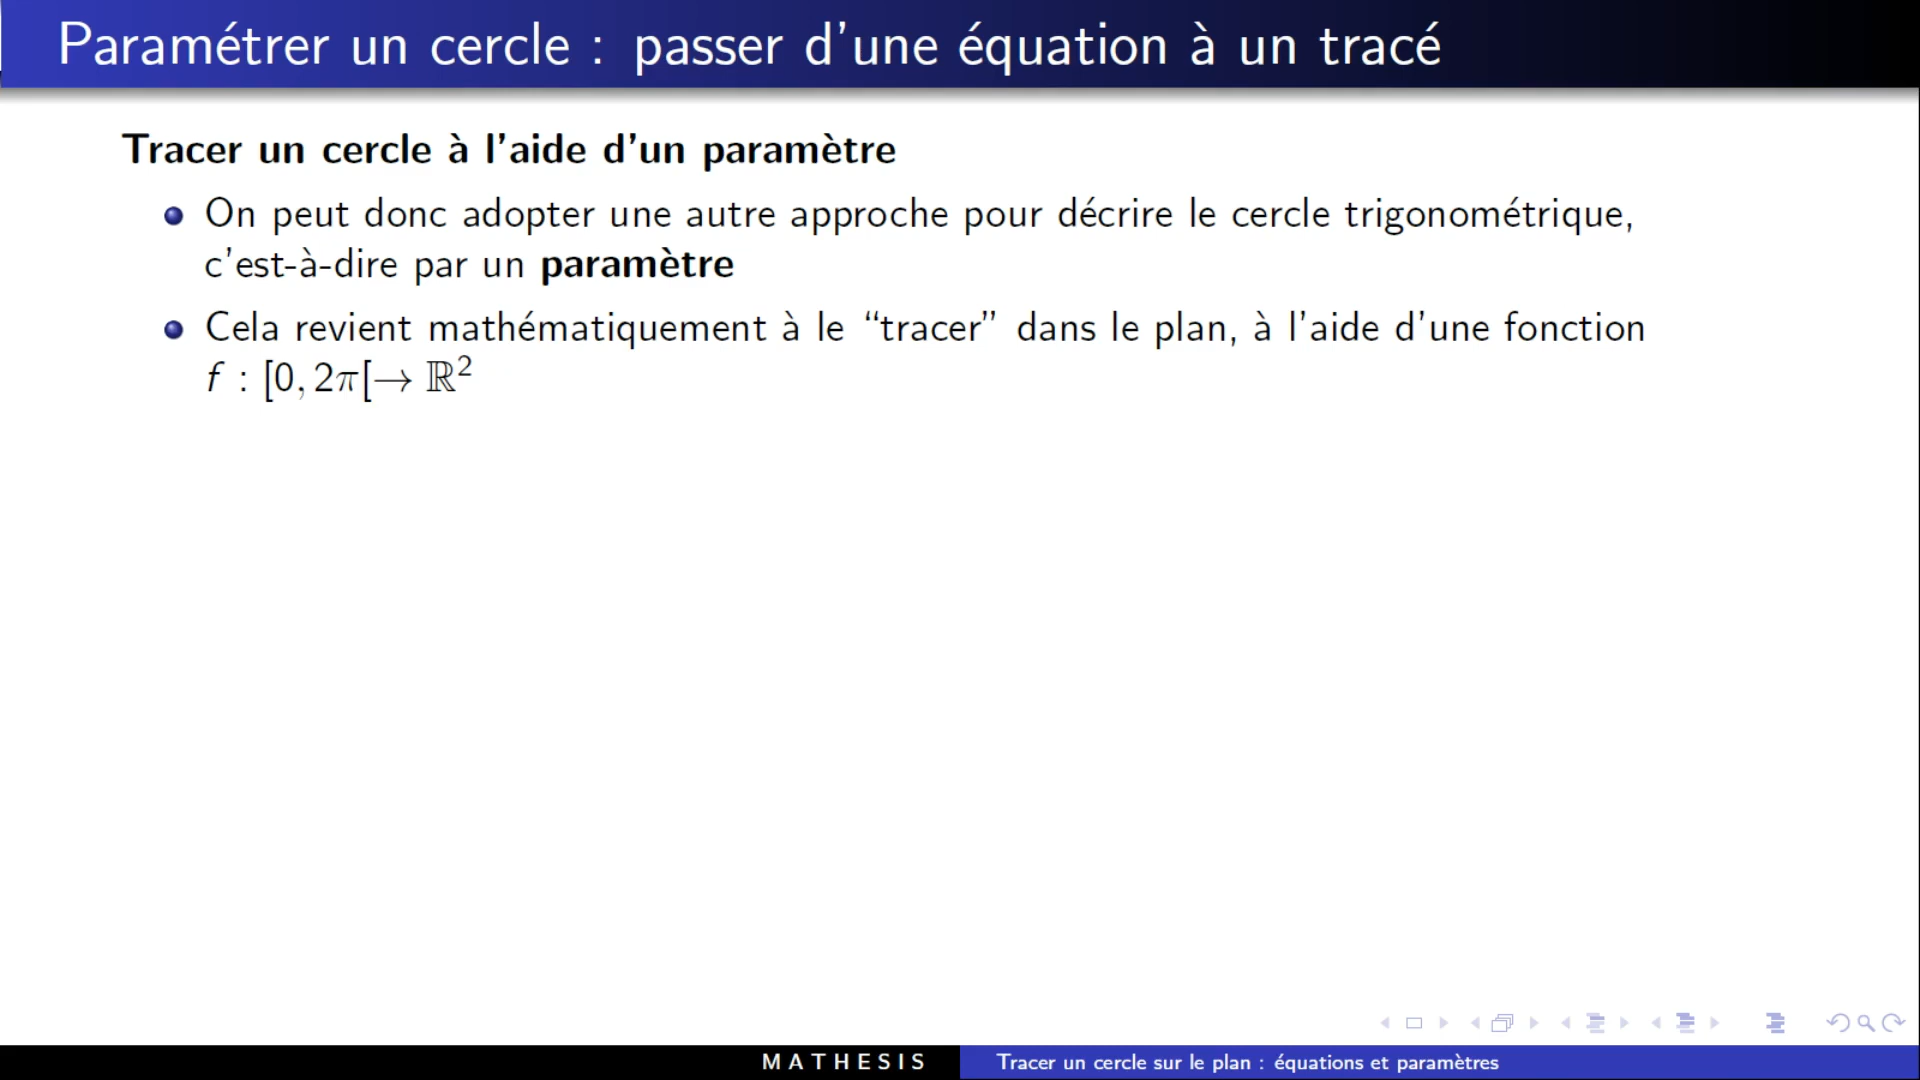 Paramétrer un cercle : passer d'une équation à un tracé
Tracer un cercle à l'aide d'un paramètre
On peut donc adopter une autre approche pour décrire le cercle trigonométrique,
c'est-à-dire par un paramètre
Cela revient mathématiquement à le “tracer” dans le plan, à l'aide d'une fonction
f : [0, 2π[→ ℝ²
MATHESIS
Tracer un cercle sur le plan : équations et paramètres